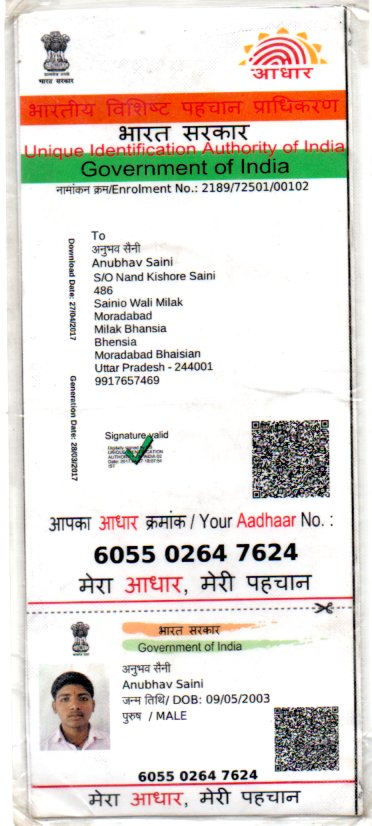 भारत सरकार
आधार
भारतीय विशिष्ट पहचान प्राधिकरण
भारत सरकार
Unique Identification Authority of India
Government of India
नामांकन क्रम/Enrolment No.: 2189/72501/00102
To
अनुभव सैनी
Anubhav Saini
S/O Nand Kishore Saini
486
Sainio Wali Milak
Moradabad
Milak Bhansia
Bhensia
Moradabad Bhaisian
Uttar Pradesh - 244001
9917657469
Download Date: 27/04/2017
Generation Date: 28/03/2017
Signature valid
आपका आधार क्रमांक / Your Aadhaar No. :
6055 0264 7624
मेरा आधार, मेरी पहचान
भारत सरकार
Government of India
अनुभव सैनी
Anubhav Saini
जन्म तिथि/ DOB: 09/05/2003
पुरुष / MALE
6055 0264 7624
मेरा आधार, मेरी पहचान